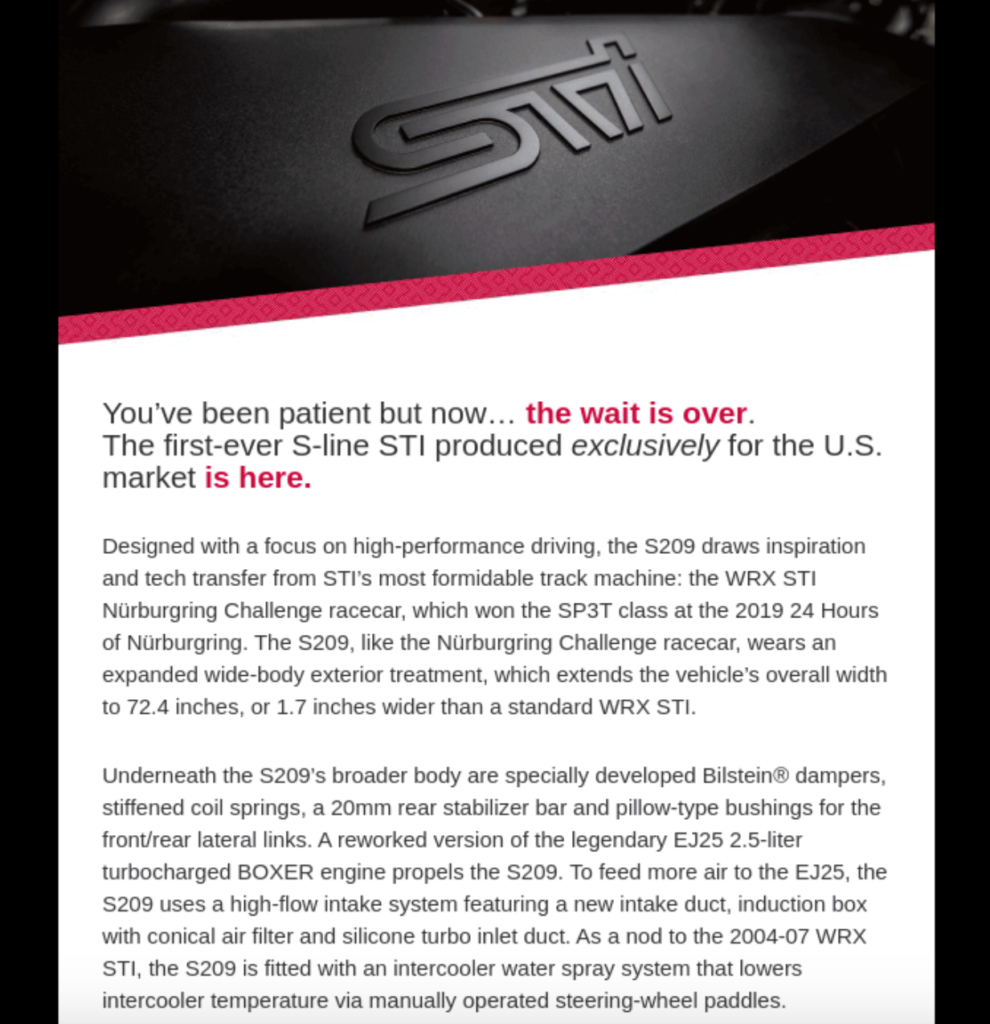 STI
You’ve been patient but now… the wait is over.
The first-ever S-line STI produced exclusively for the U.S.
market is here.
Designed with a focus on high-performance driving, the S209 draws inspiration
and tech transfer from STI’s most formidable track machine: the WRX STI
Nürburgring Challenge racecar, which won the SP3T class at the 2019 24 Hours
of Nürburgring. The S209, like the Nürburgring Challenge racecar, wears an
expanded wide-body exterior treatment, which extends the vehicle’s overall width
to 72.4 inches, or 1.7 inches wider than a standard WRX STI.
Underneath the S209’s broader body are specially developed Bilstein® dampers,
stiffened coil springs, a 20mm rear stabilizer bar and pillow-type bushings for the
front/rear lateral links. A reworked version of the legendary EJ25 2.5-liter
turbocharged BOXER engine propels the S209. To feed more air to the EJ25, the
S209 uses a high-flow intake system featuring a new intake duct, induction box
with conical air filter and silicone turbo inlet duct. As a nod to the 2004-07 WRX
STI, the S209 is fitted with an intercooler water spray system that lowers
intercooler temperature via manually operated steering-wheel paddles.